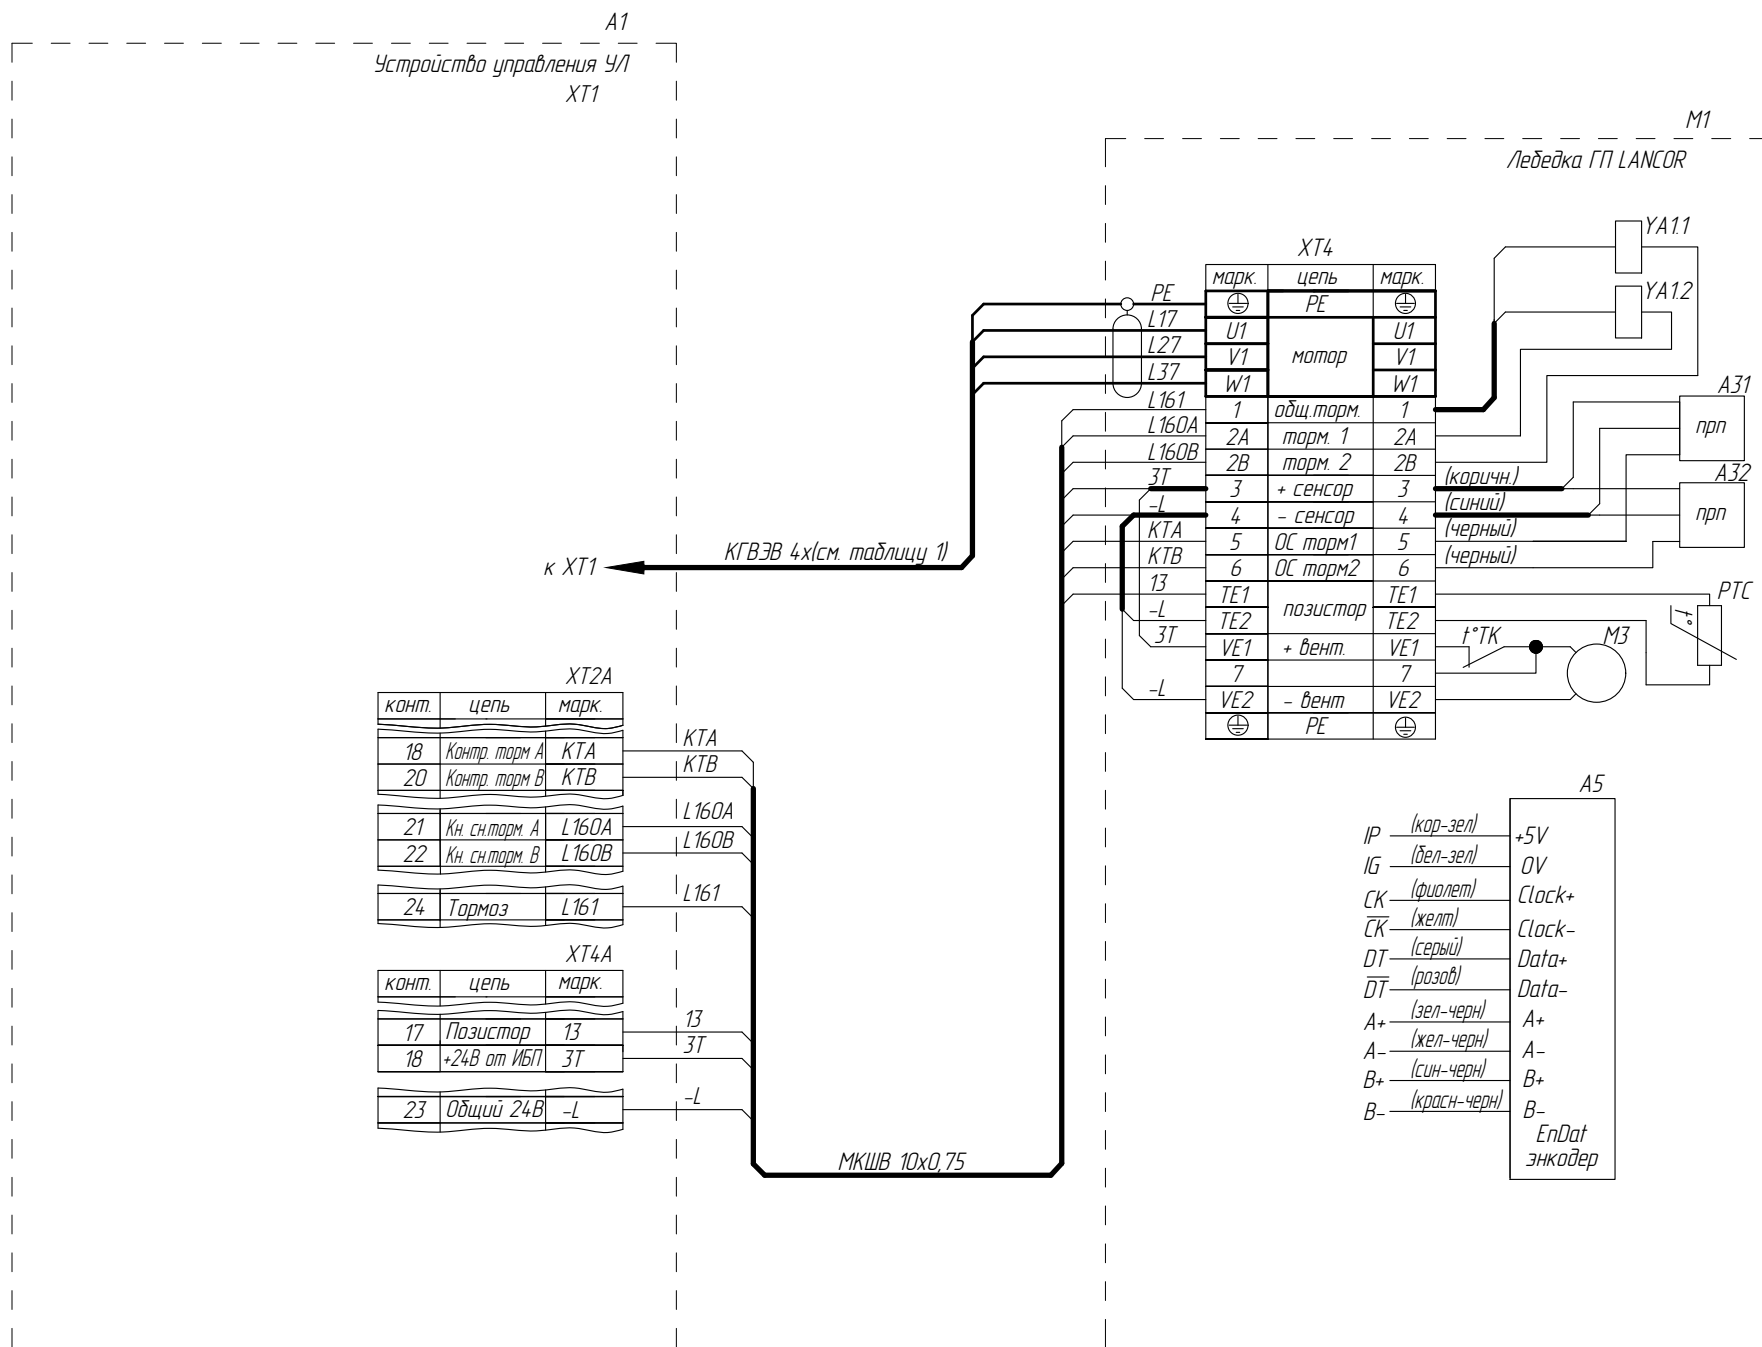 A1
Устройство управления УЛ
XT1
M1
Лебедка ГП LANCOR
YA1.1
YA1.2
XT4
марк. цепь марк.
PE PE
L17 U1 мотор U1
L27 V1 V1
L37 W1 W1
L161 1 общ.торм. 1
L160A 2A торм. 1 2A
L160B 2B торм. 2 2B
3T 3 + сенсор 3 (коричн.)
-L 4 - сенсор 4 (синий)
KTA 5 ОС торм1 5 (черный)
KTB 6 ОС торм2 6 (черный)
13 TE1 позистор TE1
-L TE2 TE2
3T VE1 + вент. VE1
7 7
-L VE2 - вент VE2
PE
A31
прп
A32
прп
PTC
t°
t°TK
M3
к XT1
КГВЭВ 4х(см. таблицу 1)
XT2A
конт. цепь марк.
18 Контр. торм A KTA KTA
20 Контр. торм B KTB KTB
21 Кн. сн.торм. A L160A L160A
22 Кн. сн.торм. B L160B L160B
24 Тормоз L161 L161
XT4A
конт. цепь марк.
17 Позистор 13 13
18 +24В от ИБП 3T 3T
23 Общий 24В -L -L
МКШВ 10х0,75
A5
IP (кор-зел) +5V
IG (бел-зел) 0V
CK (фиолет) Clock+
C̅K̅ (желт) Clock-
DT (серый) Data+
D̅T̅ (розов) Data-
A+ (зел-черн) A+
A- (жел-черн) A-
B+ (син-черн) B+
B- (красн-черн) B-
EnDat
энкодер